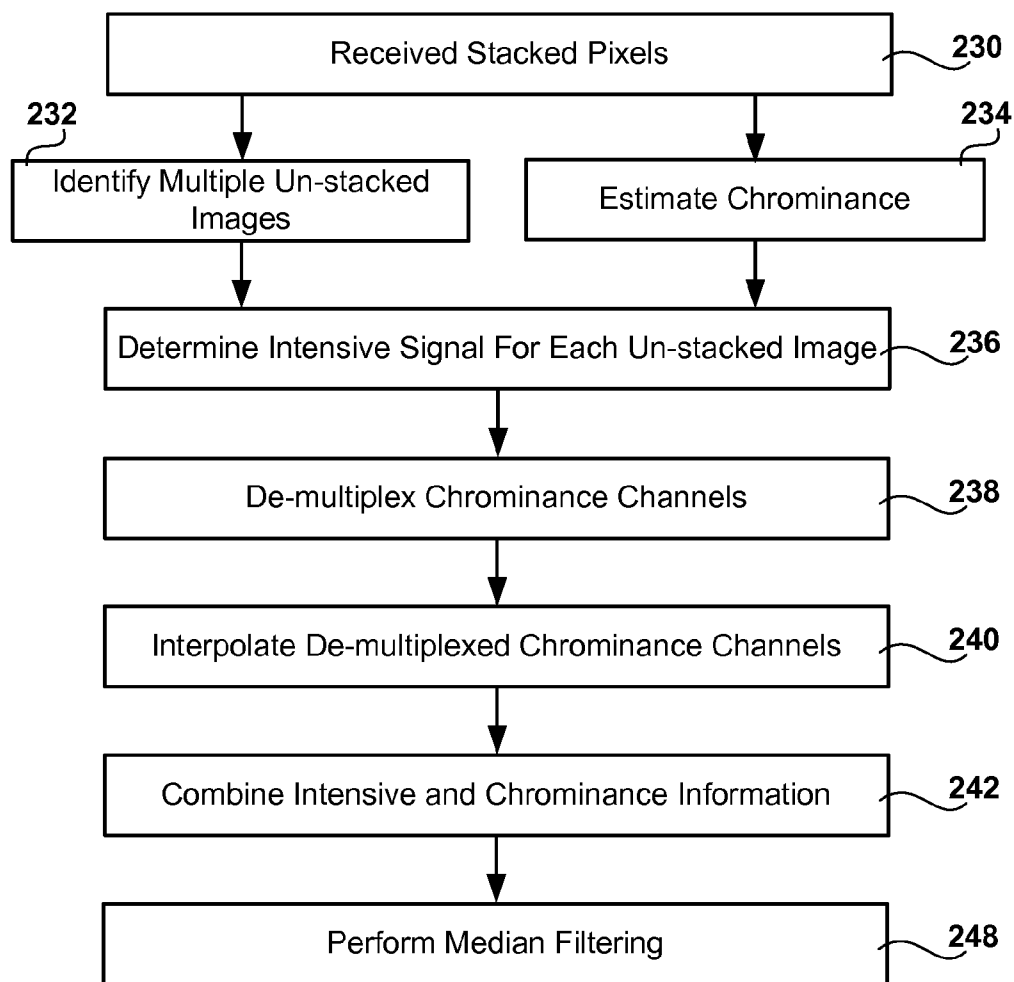 Received Stacked Pixels
230
232
234
Identify Multiple Un-stacked
Images
Estimate Chrominance
Determine Intensive Signal For Each Un-stacked Image
236
De-multiplex Chrominance Channels
238
Interpolate De-multiplexed Chrominance Channels
240
Combine Intensive and Chrominance Information
242
Perform Median Filtering
248